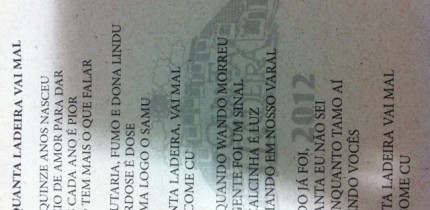 QUANTA LADEIRA VAI MAL
QUINZE ANOS NASCEU
IO DE AMOR PARA DAR
CADA ANO É PIOR
TEM MAIS O QUE FALAR
UTARIA, FUMO E DONA LINDU
RDOSE É DOSE
MA LOGO O SAMU
ANTA LADEIRA, VAI MAL
COME CU
QUANDO WANDO MORREU
GENTE FOI UM SINAL
ALCINHA É LUZ
MANDO EM NOSSO VARAL
DO JÁ FOI,
ANTA EU NÃO SEI
NQUANTO TAMO AÍ
NDO VOCÊS
TA LADEIRA VAI MAL
OME CU
2012